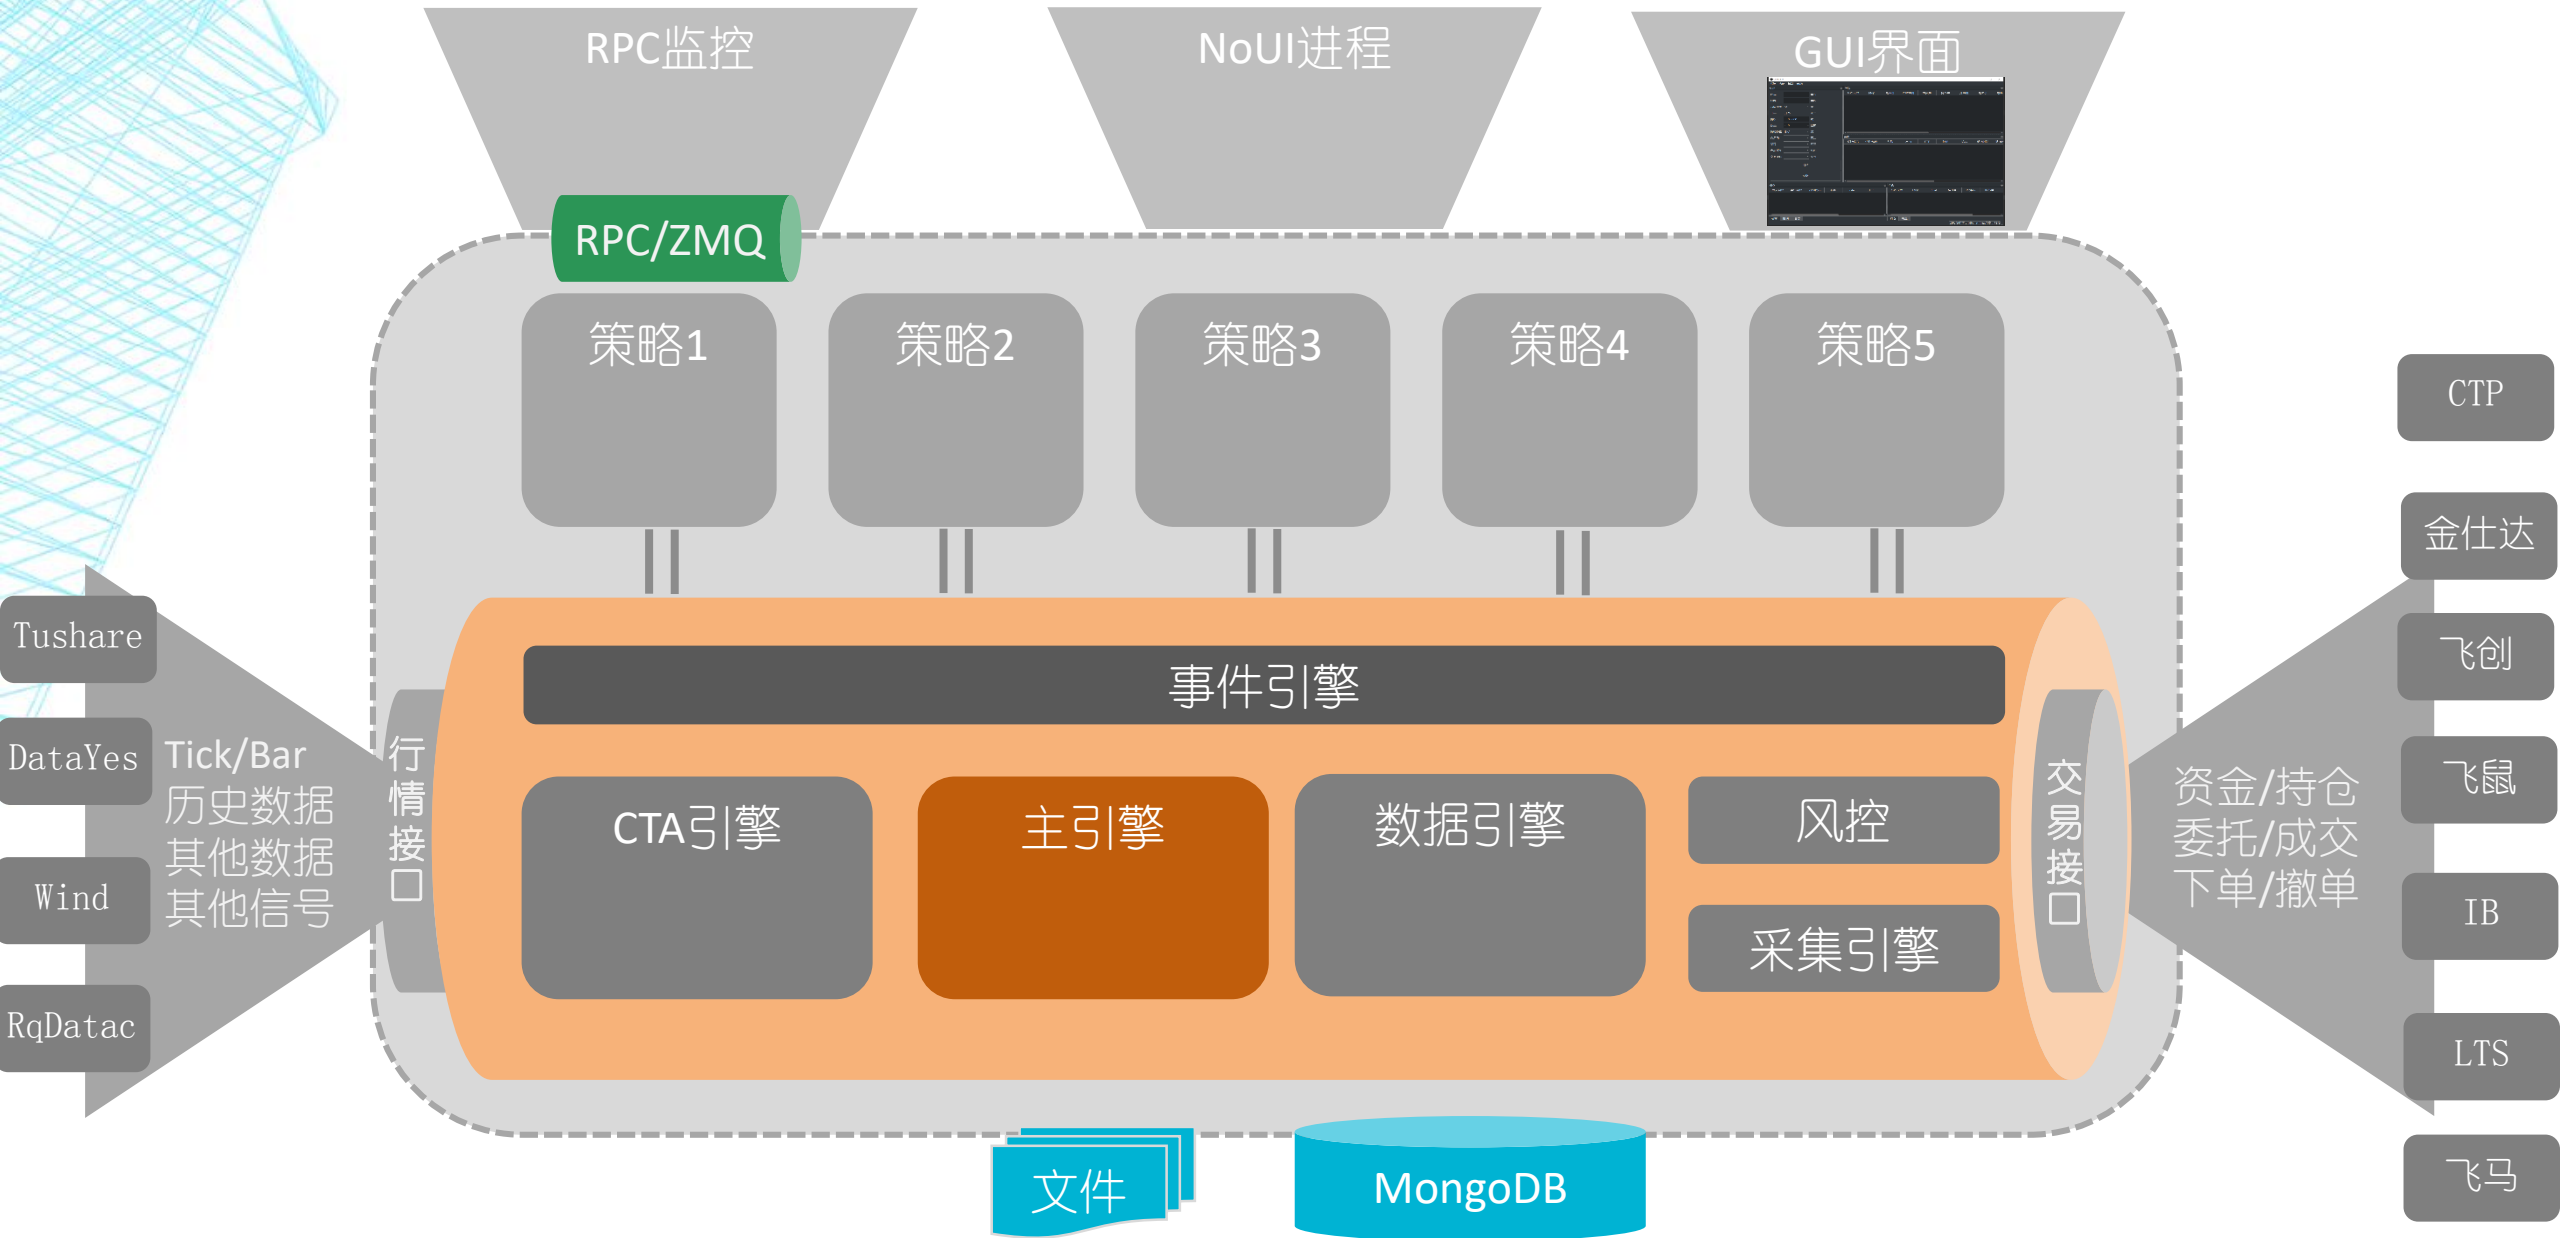 RPC监控
NoUI进程
GUI界面
RPC/ZMQ
策略1
策略2
策略3
策略4
策略5
CTP
金仕达
飞创
飞鼠
IB
LTS
飞马
Tushare
DataYes
Wind
RqDatac
Tick/Bar
历史数据
其他数据
其他信号
行情接口
事件引擎
CTA引擎
主引擎
数据引擎
风控
采集引擎
交易接口
资金/持仓
委托/成交
下单/撤单
文件
MongoDB